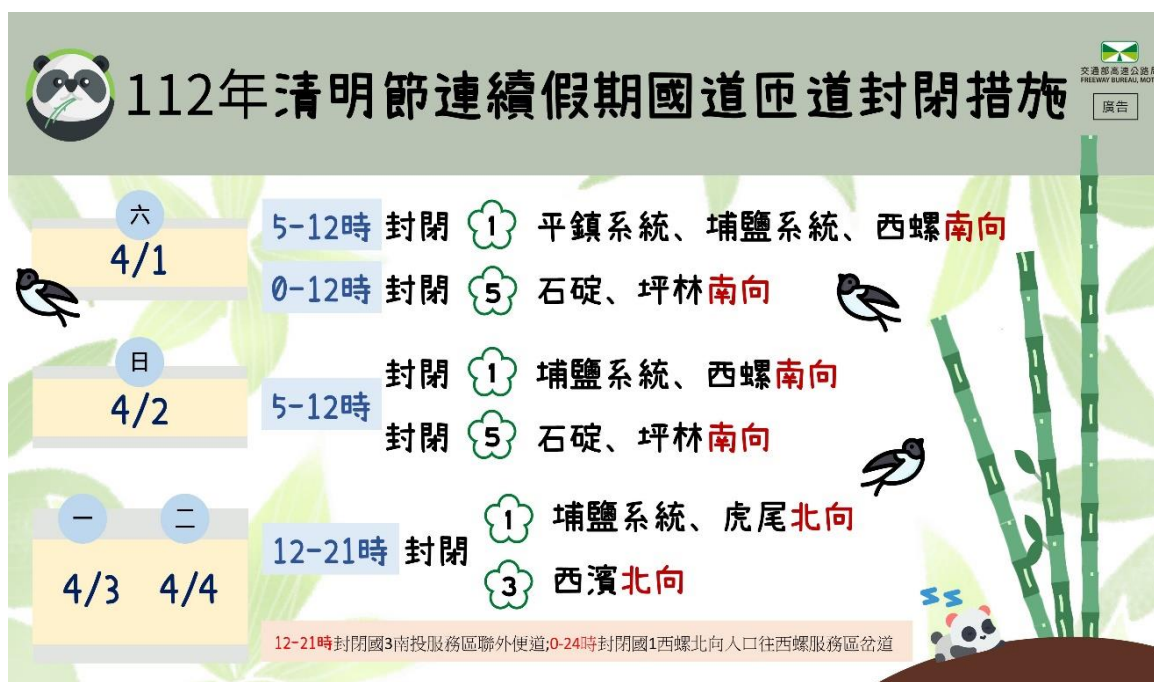 112年清明節連續假期國道匝道封閉措施
交通部高速公路局
FREEWAY BUREAU, MOT
廣告
六
4/1
5-12時 封閉 1 平鎮系統、埔鹽系統、西螺南向
0-12時 封閉 5 石碇、坪林南向
日
4/2
5-12時
封閉 1 埔鹽系統、西螺南向
封閉 5 石碇、坪林南向
一 二
4/3 4/4
12-21時 封閉
1 埔鹽系統、虎尾北向
3 西濱北向
12-21時封閉國3南投服務區聯外便道;0-24時封閉國1西螺北向入口往西螺服務區岔道
zz